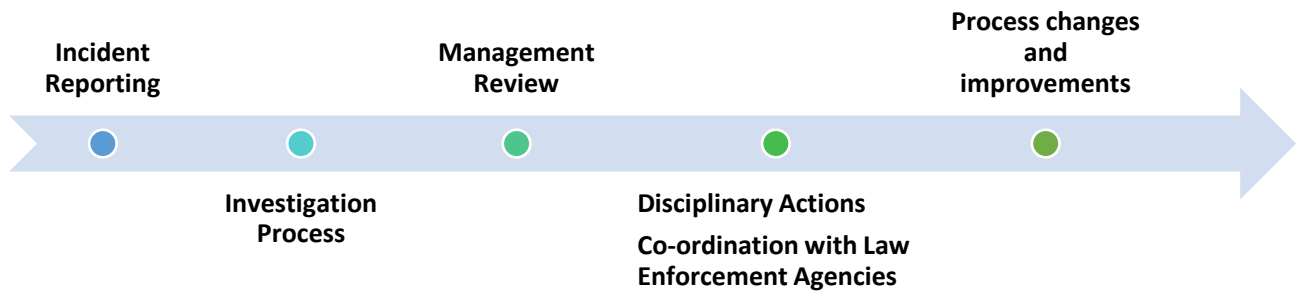 Incident
Reporting
Investigation
Process
Management
Review
Disciplinary Actions
Co-ordination with Law
Enforcement Agencies
Process changes
and
improvements